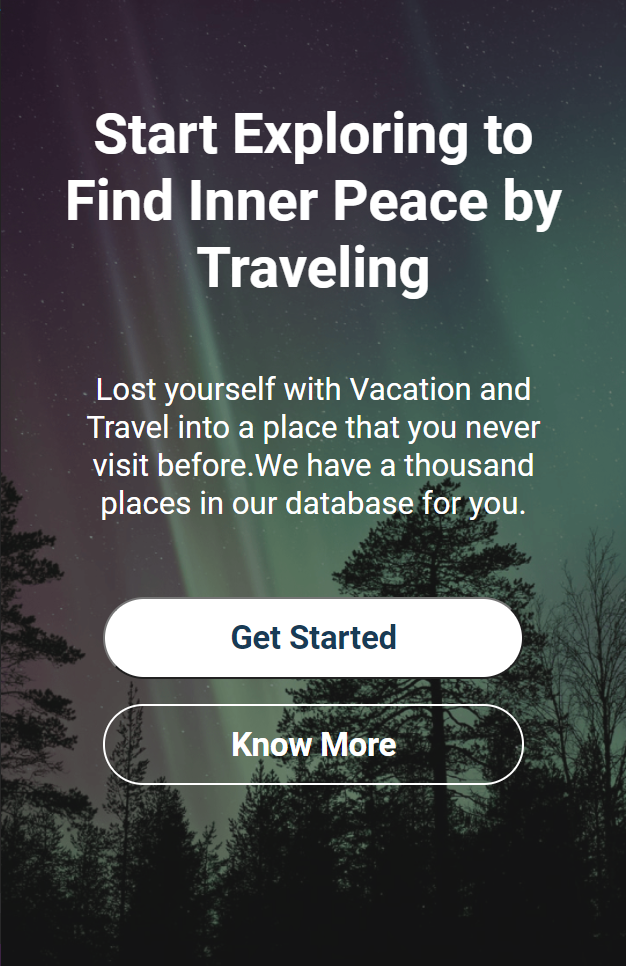 Start Exploring to
Find Inner Peace by
Traveling
Lost yourself with Vacation and
Travel into a place that you never
visit before.We have a thousand
places in our database for you.
Get Started
Know More